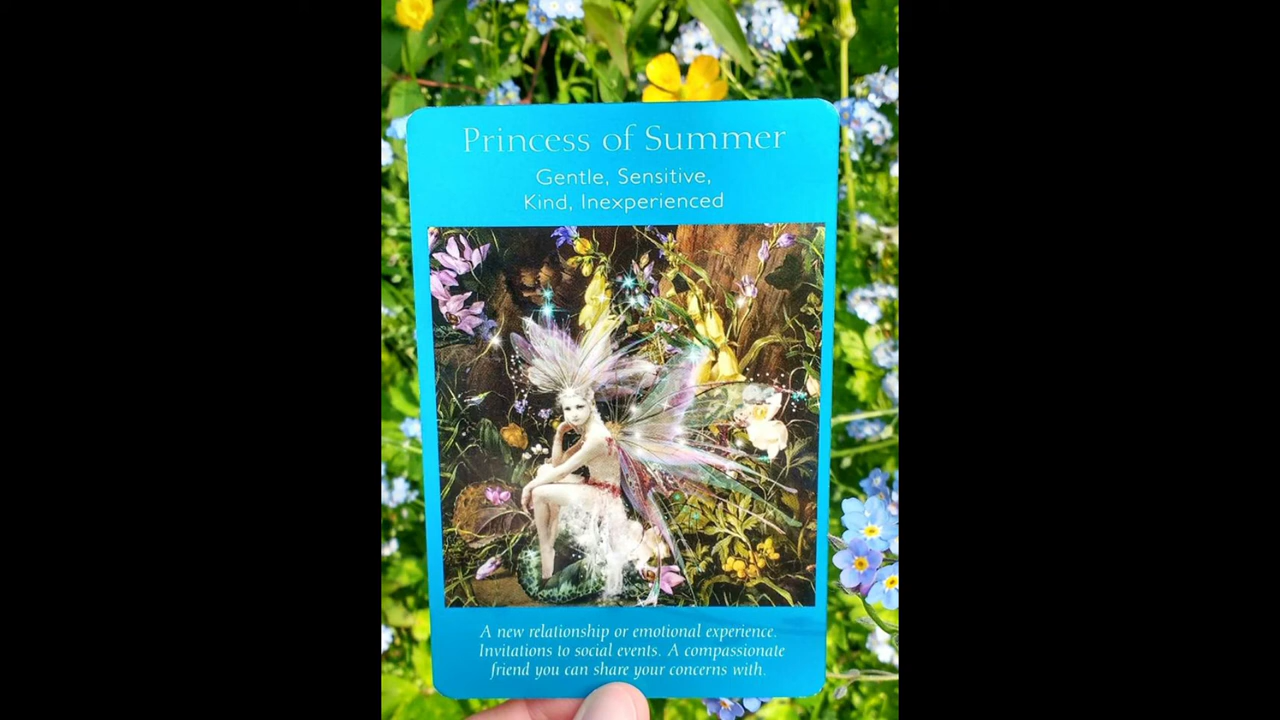 Princess of Summer
Gentle, Sensitive,
Kind, Inexperienced
A new relationship or emotional experience.
Invitations to social events. A compassionate
friend you can share your concerns with.